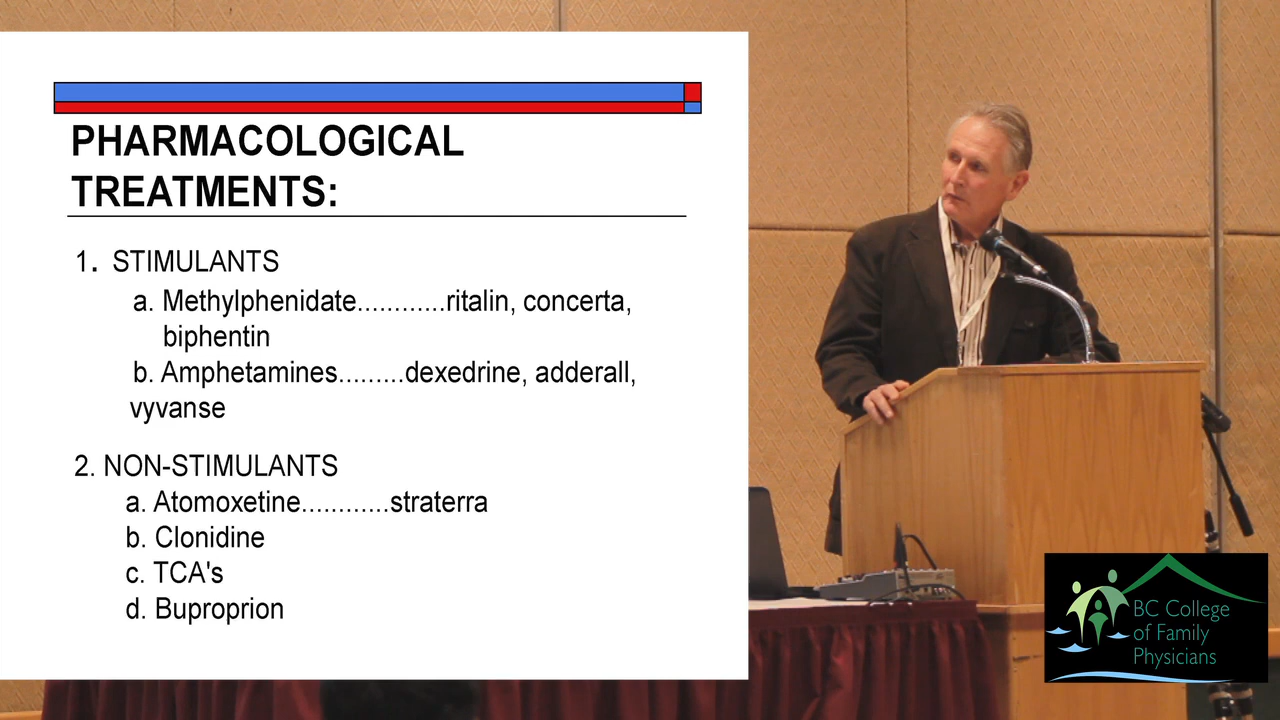 PHARMACOLOGICAL
TREATMENTS:
1. STIMULANTS
a. Methylphenidate............ritalin, concerta,
biphentin
b. Amphetamines.........dexedrine, adderall,
vyvanse
2. NON-STIMULANTS
a. Atomoxetine............straterra
b. Clonidine
c. TCA's
d. Buproprion
BC College
of Family
Physicians